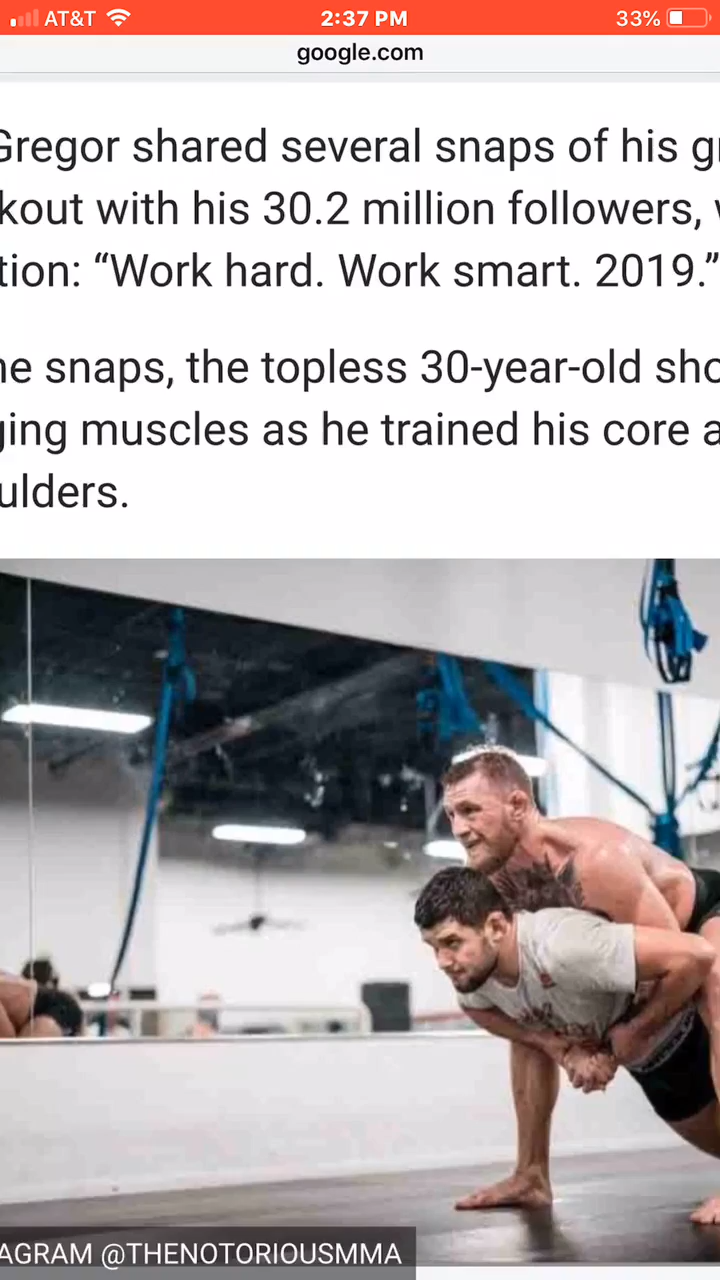 AT&T 2:37 PM 33%
google.com
Gregor shared several snaps of his
kout with his 30.2 million followers,
tion: “Work hard. Work smart. 2019.”
he snaps, the topless 30-year-old sho
ging muscles as he trained his core a
ulders.
AGRAM @THENOTORIOUSMMA